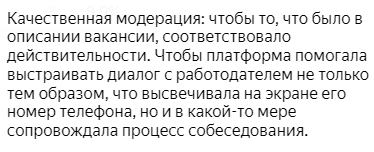 Качественная модерация: чтобы то, что было в
описании вакансии, соответствовало
действительности. Чтобы платформа помогала
выстраивать диалог с работодателем не только
тем образом, что высвечивала на экране его
номер телефона, но и в какой-то мере
сопровождала процесс собеседования.